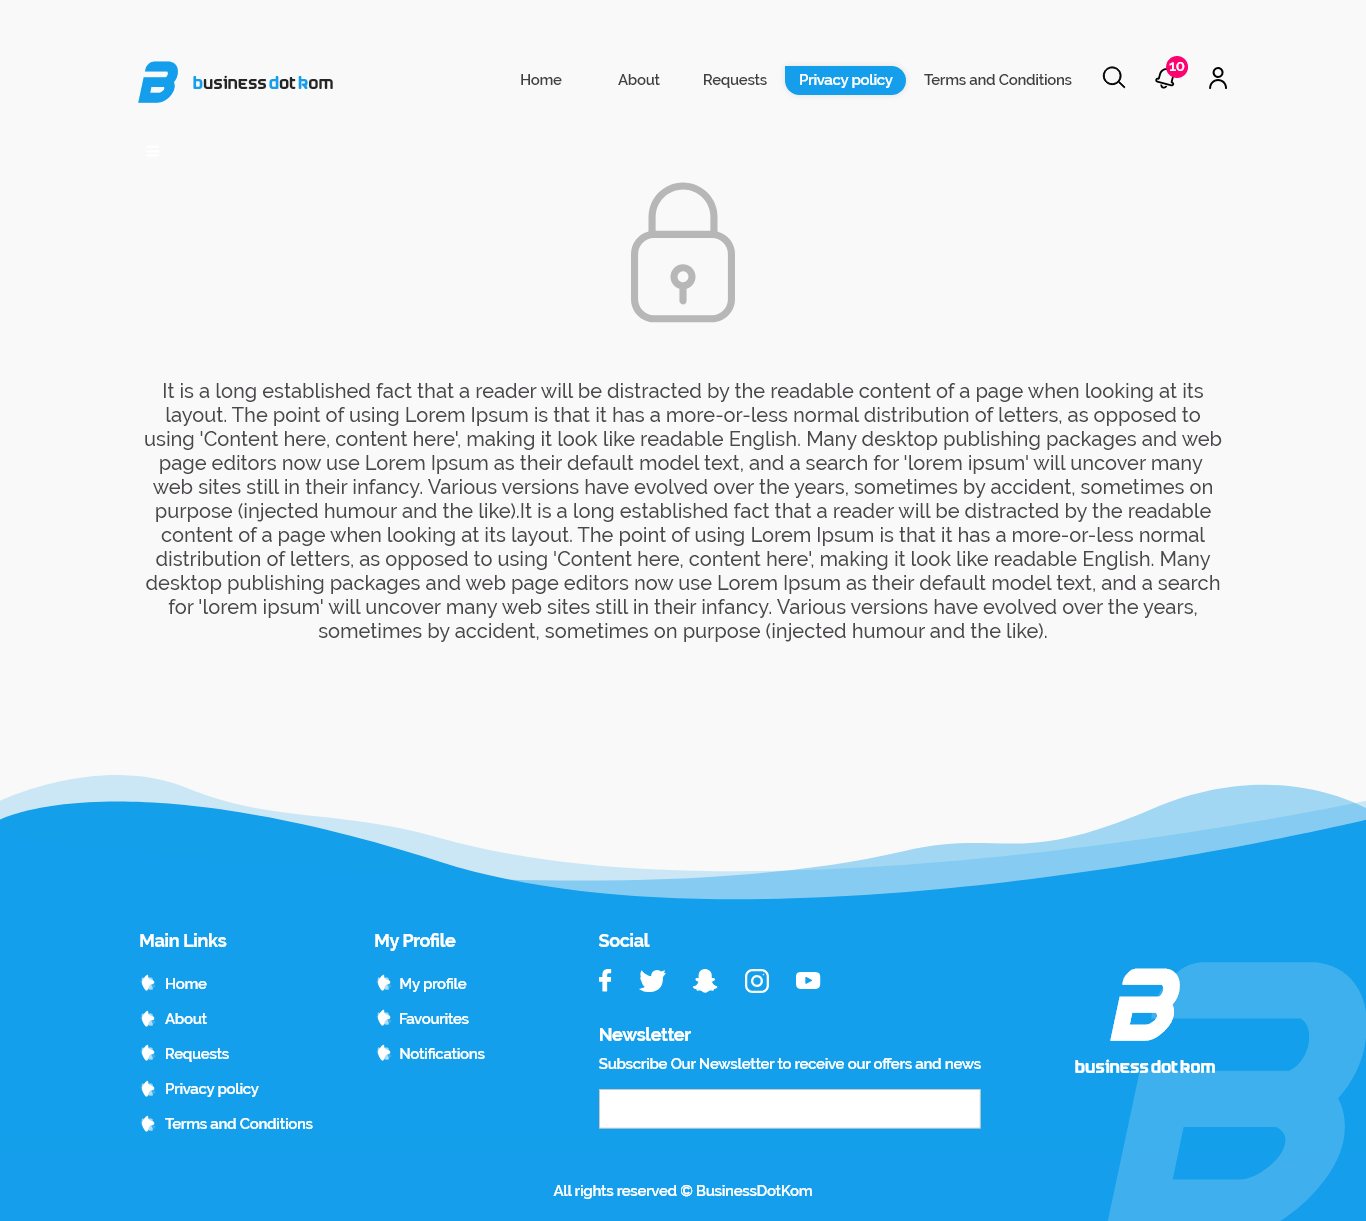 business dot kom
Home About Requests Privacy policy Terms and Conditions 10
It is a long established fact that a reader will be distracted by the readable content of a page when looking at its
layout. The point of using Lorem Ipsum is that it has a more-or-less normal distribution of letters, as opposed to
using 'Content here, content here', making it look like readable English. Many desktop publishing packages and web
page editors now use Lorem Ipsum as their default model text, and a search for 'lorem ipsum' will uncover many
web sites still in their infancy. Various versions have evolved over the years, sometimes by accident, sometimes on
purpose (injected humour and the like).It is a long established fact that a reader will be distracted by the readable
content of a page when looking at its layout. The point of using Lorem Ipsum is that it has a more-or-less normal
distribution of letters, as opposed to using 'Content here, content here', making it look like readable English. Many
desktop publishing packages and web page editors now use Lorem Ipsum as their default model text, and a search
for 'lorem ipsum' will uncover many web sites still in their infancy. Various versions have evolved over the years,
sometimes by accident, sometimes on purpose (injected humour and the like).
Main Links
Home
About
Requests
Privacy policy
Terms and Conditions
My Profile
My profile
Favourites
Notifications
Social
Newsletter
Subscribe Our Newsletter to receive our offers and news
business dot kom
All rights reserved © BusinessDotKom